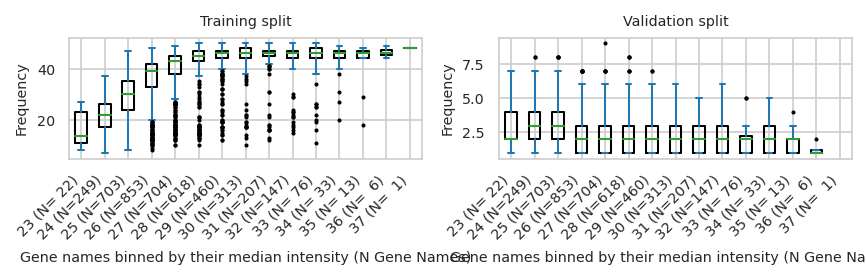 Training split
Frequency
40
20
23 (N= 22)
24 (N=249)
25 (N=703)
26 (N=853)
27 (N=704)
28 (N=618)
29 (N=460)
30 (N=313)
31 (N=207)
32 (N=147)
33 (N= 76)
34 (N= 33)
35 (N= 13)
36 (N=  6)
37 (N=  1)
Gene names binned by their median intensity (N Gene Names)
Validation split
Frequency
7.5
5.0
2.5
23 (N= 22)
24 (N=249)
25 (N=703)
26 (N=853)
27 (N=704)
28 (N=618)
29 (N=460)
30 (N=313)
31 (N=207)
32 (N=147)
33 (N= 76)
34 (N= 33)
35 (N= 13)
36 (N=  6)
37 (N=  1)
Gene names binned by their median intensity (N Gene Na